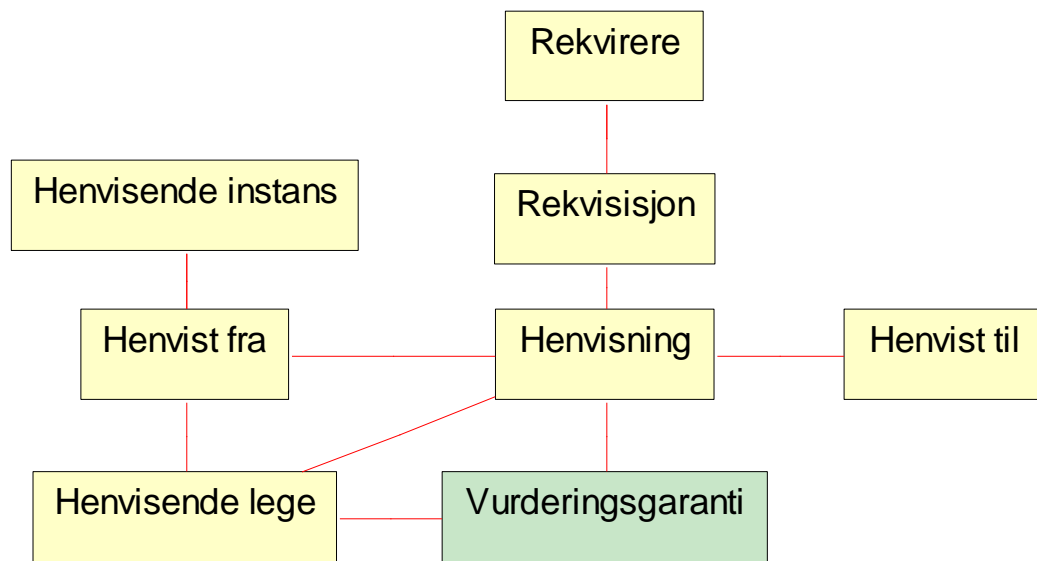 Rekvirere
Henvisende instans
Rekvisisjon
Henvist fra
Henvisning
Henvist til
Henvisende lege
Vurderingsgaranti